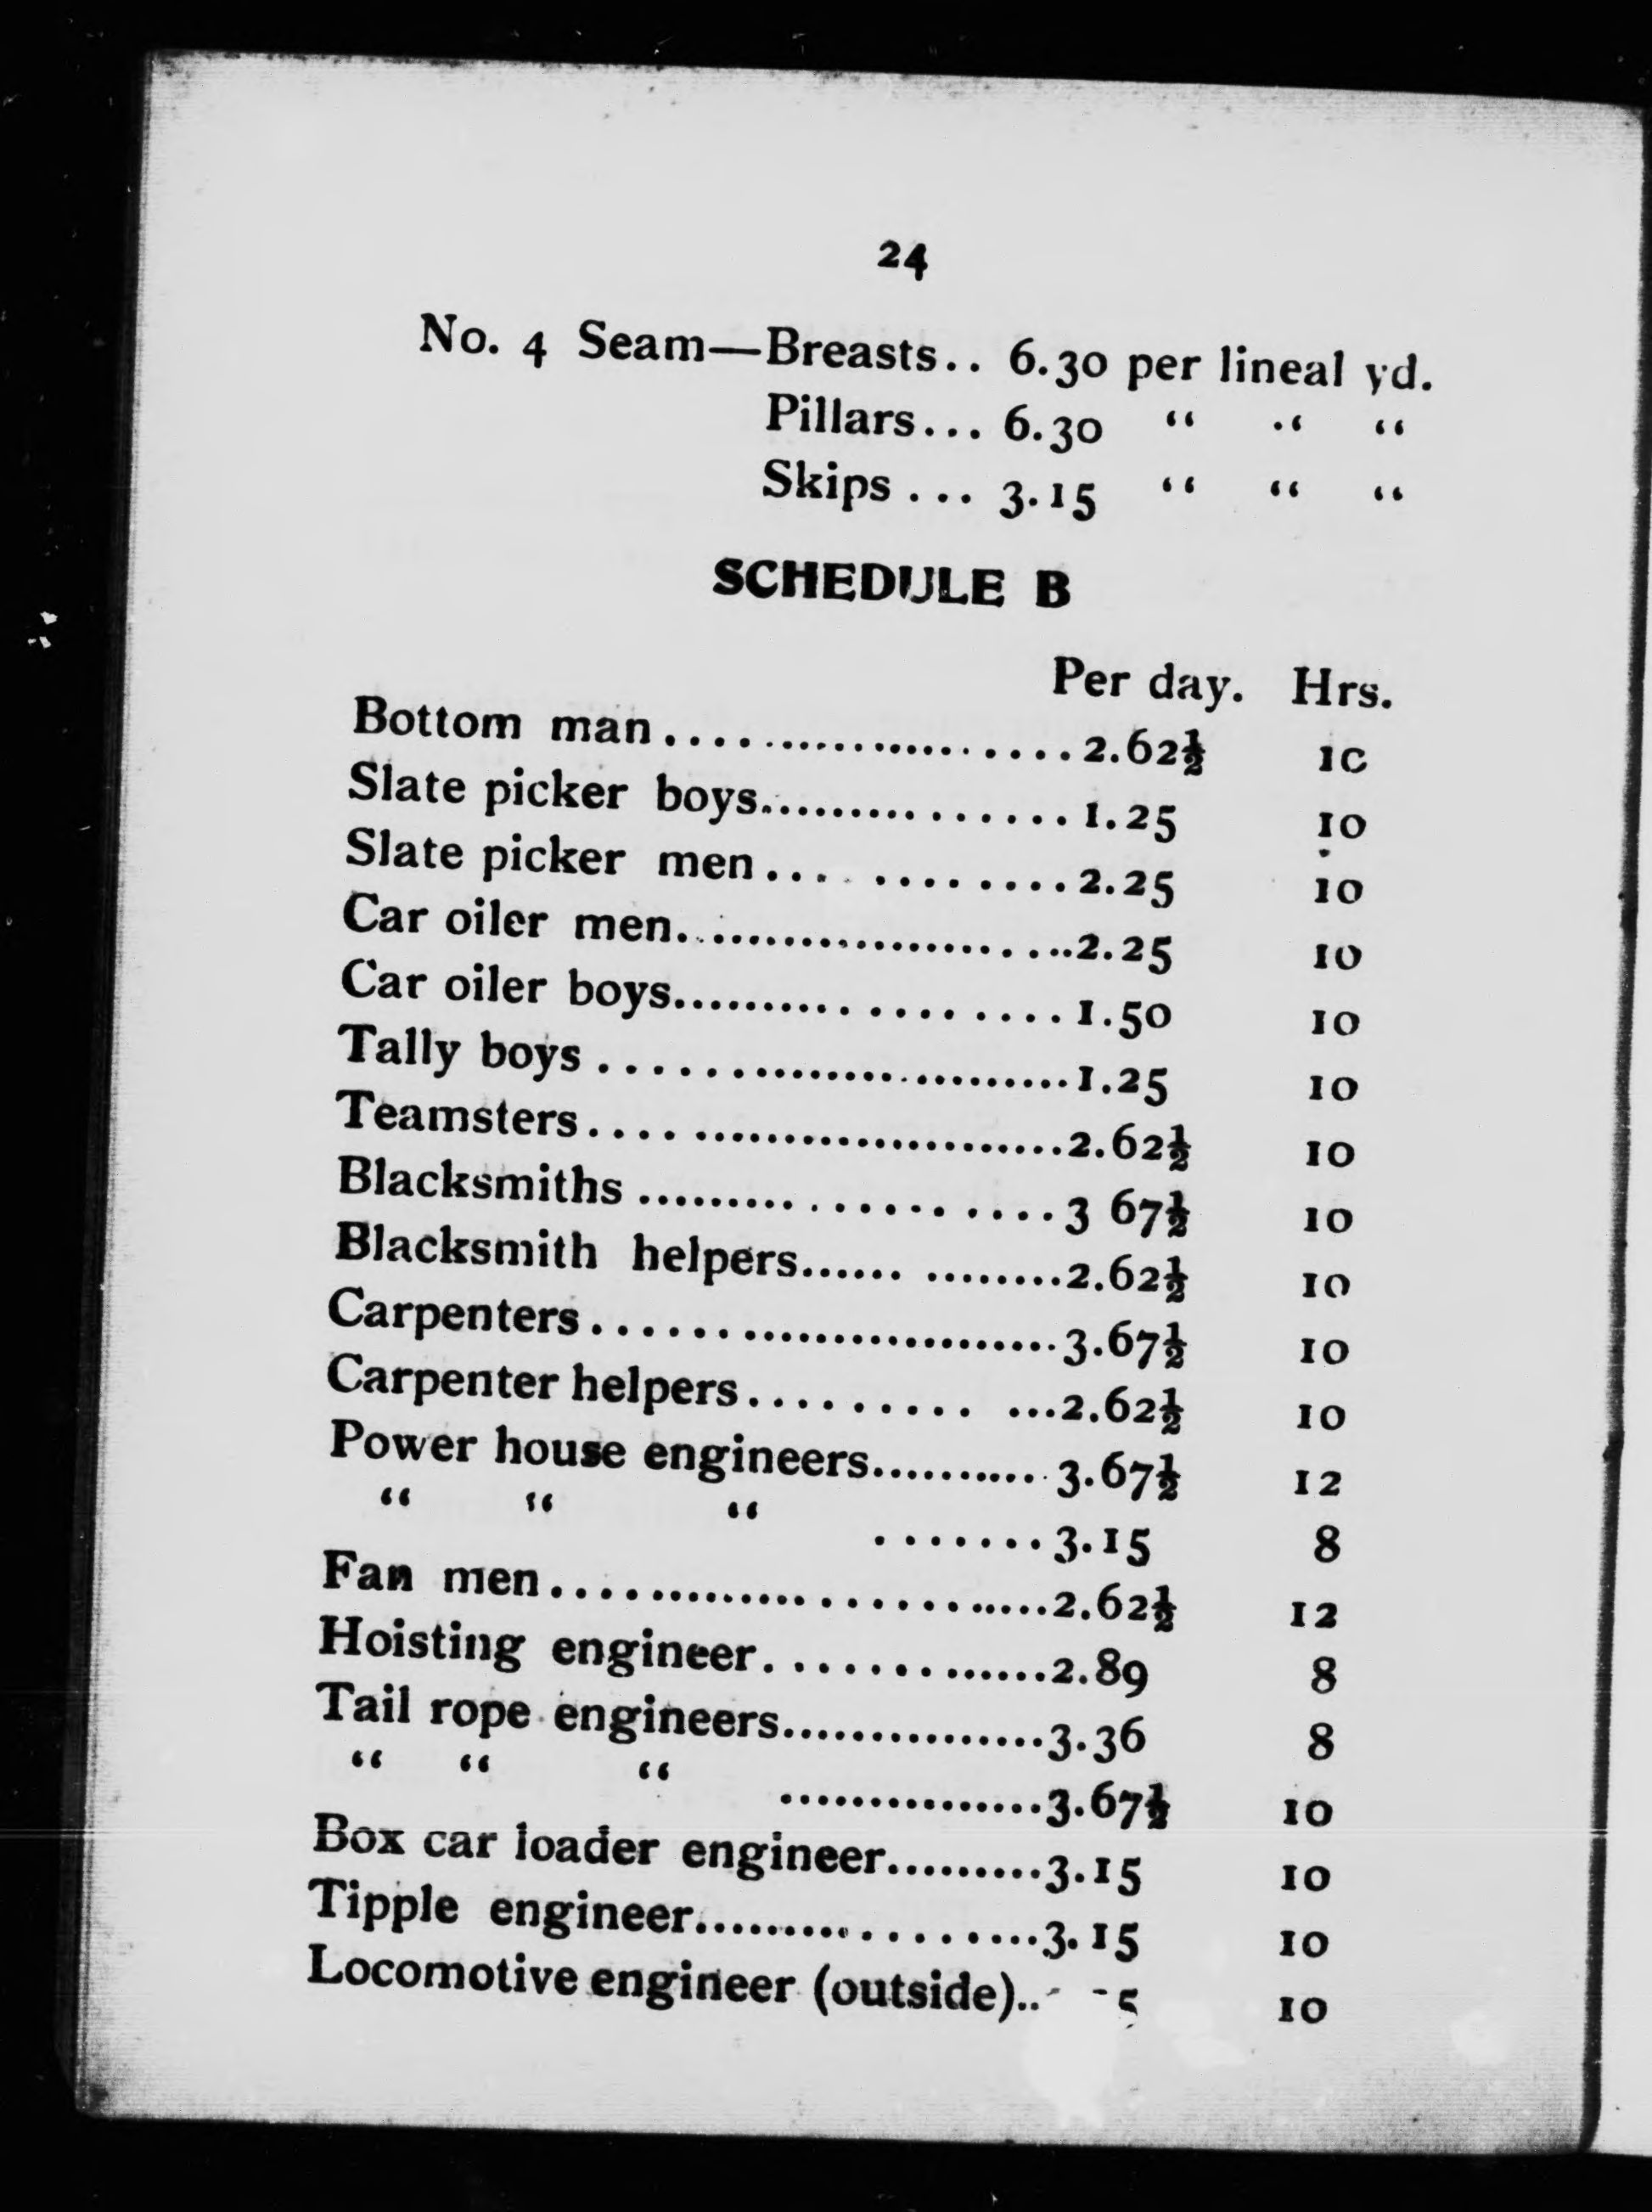 24
No. 4 Seam—Breasts.. 6.30 per lineal yd.
Pillars... 6.30 " " "
Skips ... 3.15 " " "
SCHEDULE B
Per day. Hrs.
Bottom man.....................2.62½ 10
Slate picker boys.................1.25 10
Slate picker men... .........2.25 10
Car oiler men.....................2.25 10
Car oiler boys...................1.50 10
Tally boys ........................1.25 10
Teamsters.... .....................2.62½ 10
Blacksmiths .....................3 67½ 10
Blacksmith helpers...... ........2.62½ 10
Carpenters........................3.67½ 10
Carpenter helpers......... ...2.62½ 10
Power house engineers...........3.67½ 12
" " " .......3.15 8
Fan men.........................2.62½ 12
Hoisting engineer..............2.89 8
Tail rope engineers...............3.36 8
" " " ...............3.67½ 10
Box car loader engineer.........3.15 10
Tipple engineer..................3.15 10
Locomotive engineer (outside).. 10